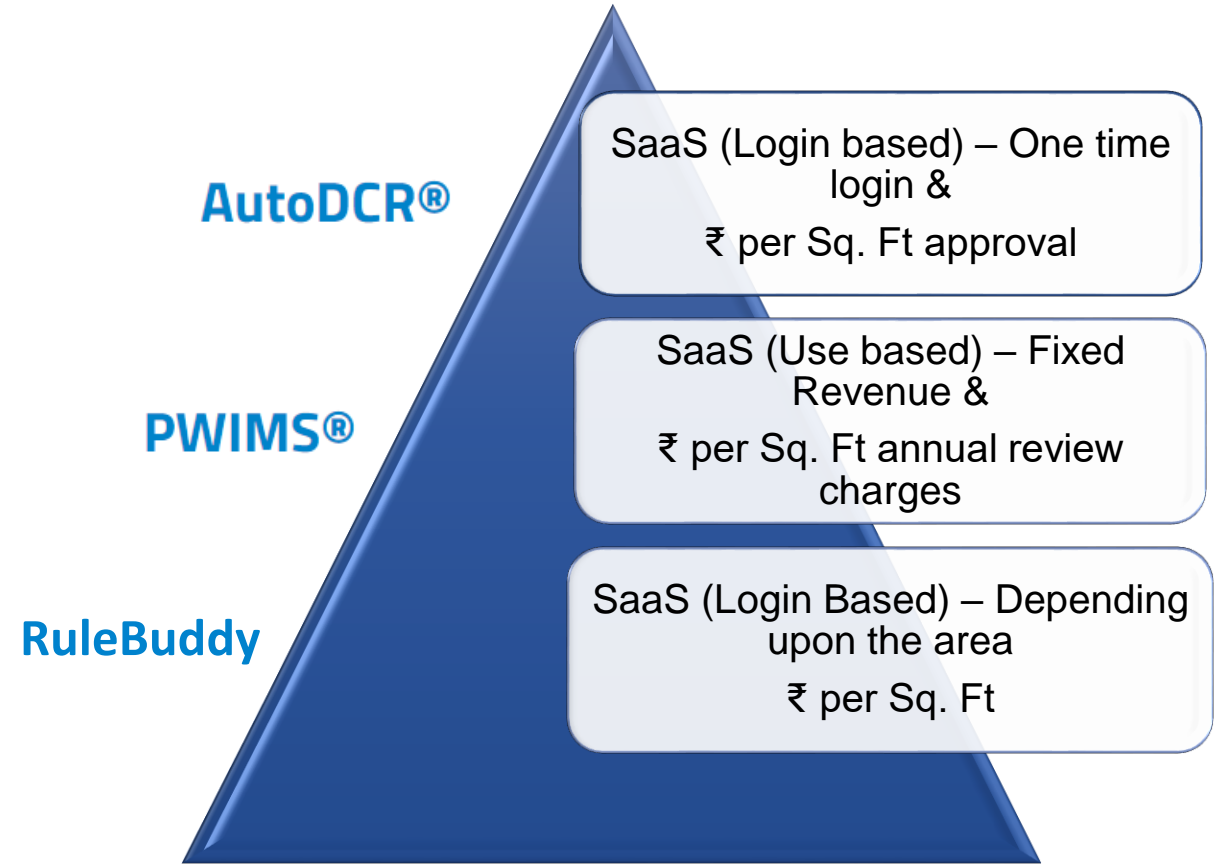 AutoDCR®
SaaS (Login based) – One time
login &
₹ per Sq. Ft approval
PWIMS®
SaaS (Use based) – Fixed
Revenue &
₹ per Sq. Ft annual review
charges
RuleBuddy
SaaS (Login Based) – Depending
upon the area
₹ per Sq. Ft